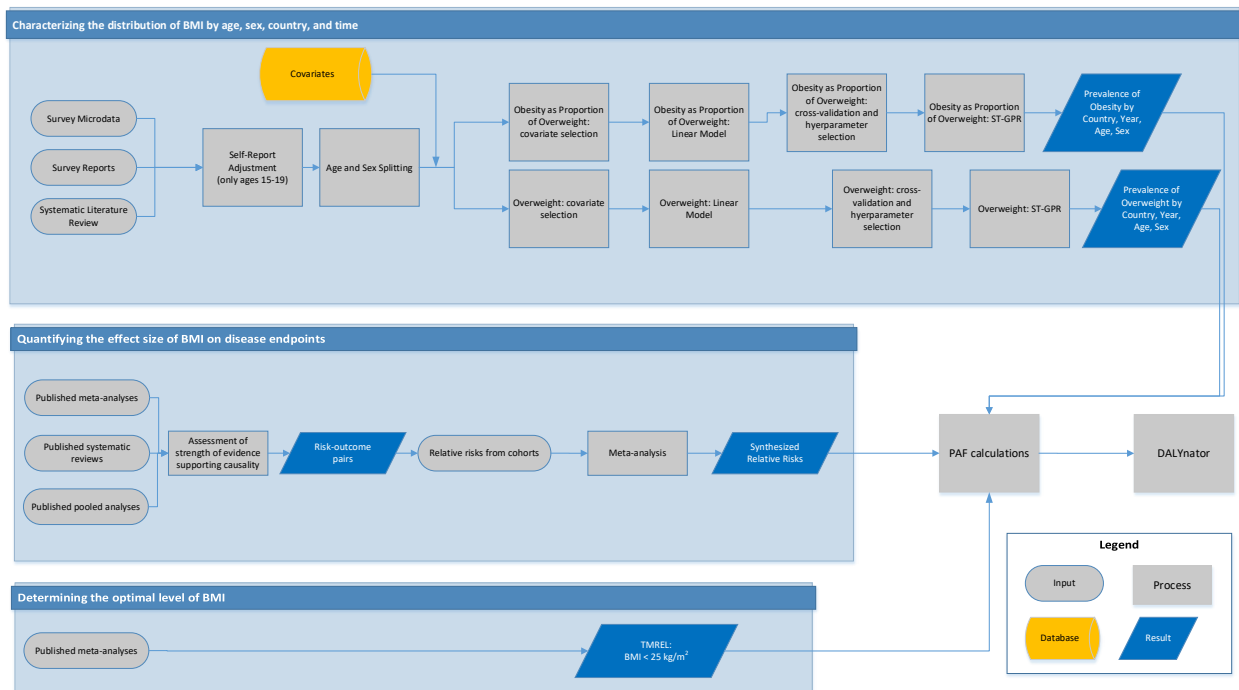 Characterizing the distribution of BMI by age, sex, country, and time
Covariates
Survey Microdata
Survey Reports
Systematic Literature
Review
Self-Report
Adjustment
(only ages 15-19)
Age and Sex Splitting
Obesity as Proportion
of Overweight:
covariate selection
Obesity as Proportion
of Overweight:
Linear Model
Obesity as Proportion
of Overweight:
cross-validation and
hyerparameter
selection
Obesity as Proportion
of Overweight: ST-GPR
Prevalence of
Obesity by
Country, Year,
Age, Sex
Overweight: covariate
selection
Overweight: Linear
Model
Overweight: cross-
validation and
hyerparameter
selection
Overweight: ST-GPR
Prevalence of
Overweight by
Country, Year,
Age, Sex
Quantifying the effect size of BMI on disease endpoints
Published meta-analyses
Published systematic
reviews
Published pooled analyses
Assessment of
strength of evidence
supporting causality
Risk-outcome
pairs
Relative risks from cohorts
Meta-analysis
Synthesized
Relative Risks
PAF calculations
DALYnator
Determining the optimal level of BMI
Published meta-analyses
TMREL:
BMI < 25 kg/m²
Legend
Input
Process
Database
Result